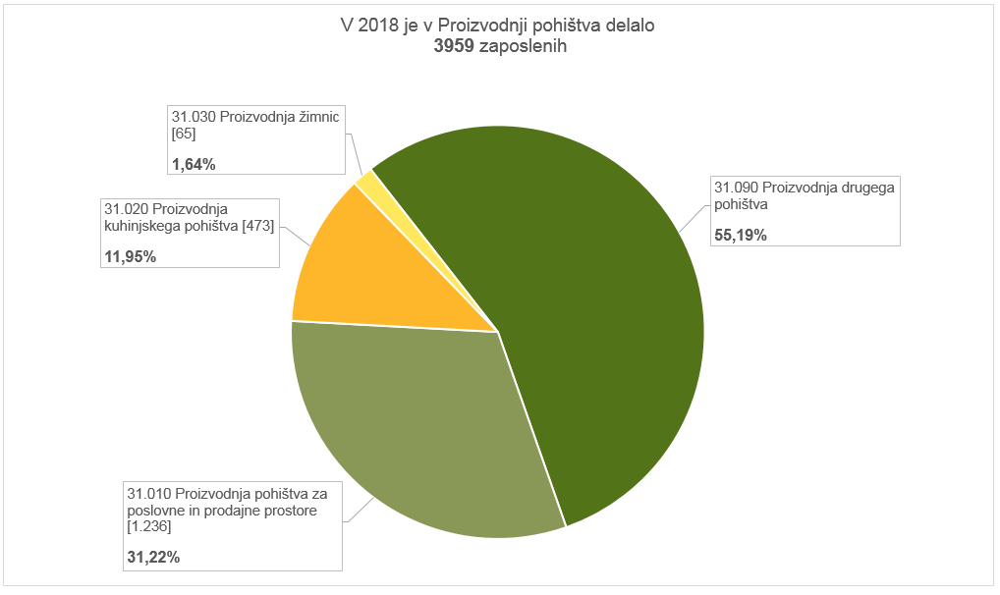 V 2018 je v Proizvodnji pohištva delalo
3959 zaposlenih
31.030 Proizvodnja žimnic
[65]
1,64%
31.020 Proizvodnja
kuhinjskega pohištva [473]
11,95%
31.090 Proizvodnja drugega
pohištva
55,19%
31.010 Proizvodnja pohištva za
poslovne in prodajne prostore
[1.236]
31,22%